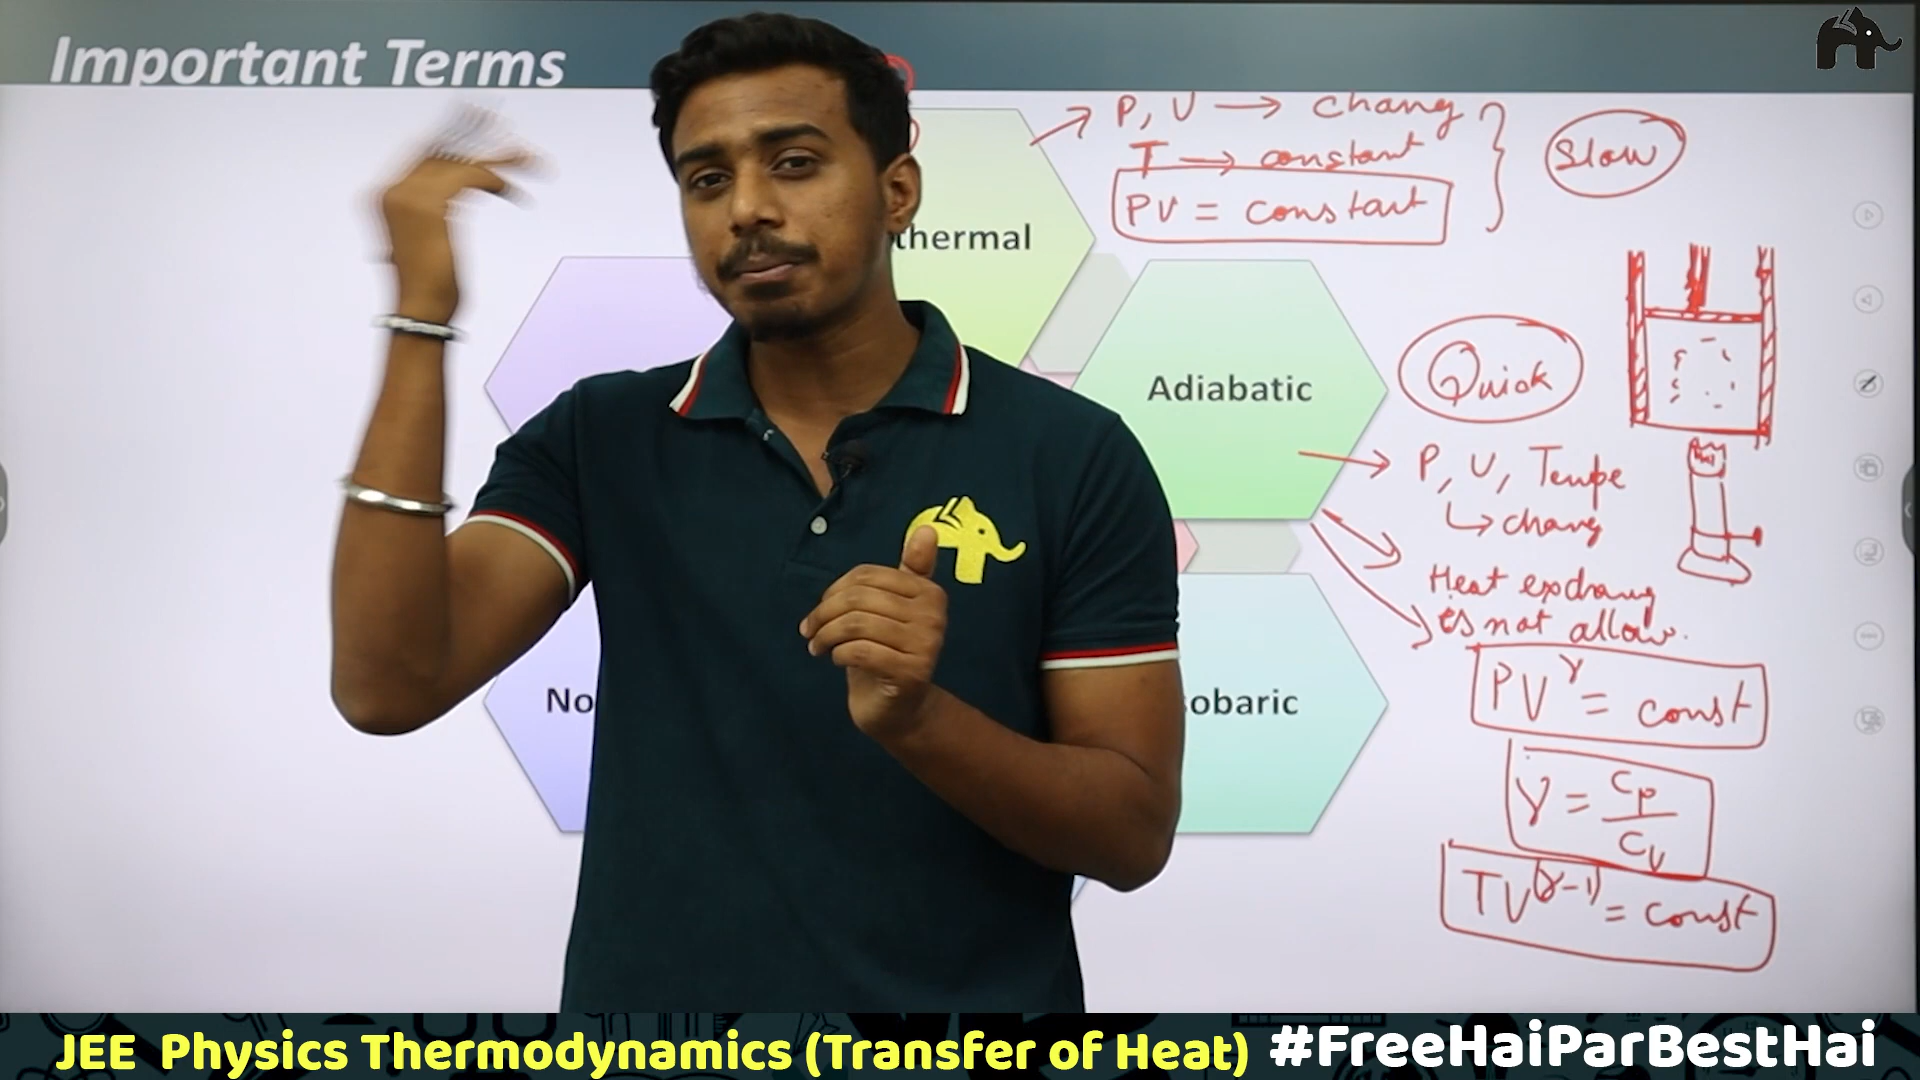 Important Terms
thermal
P, V → chang
T → constant
PV = constant
Slow
Adiabatic
Quick
P, V, Tempe
↳ chang
Heat exchang
is not allow.
PV^γ = const
γ = Cp/Cv
TV^(γ-1) = const
No
obaric
JEE Physics Thermodynamics (Transfer of Heat) #FreeHaiParBestHai